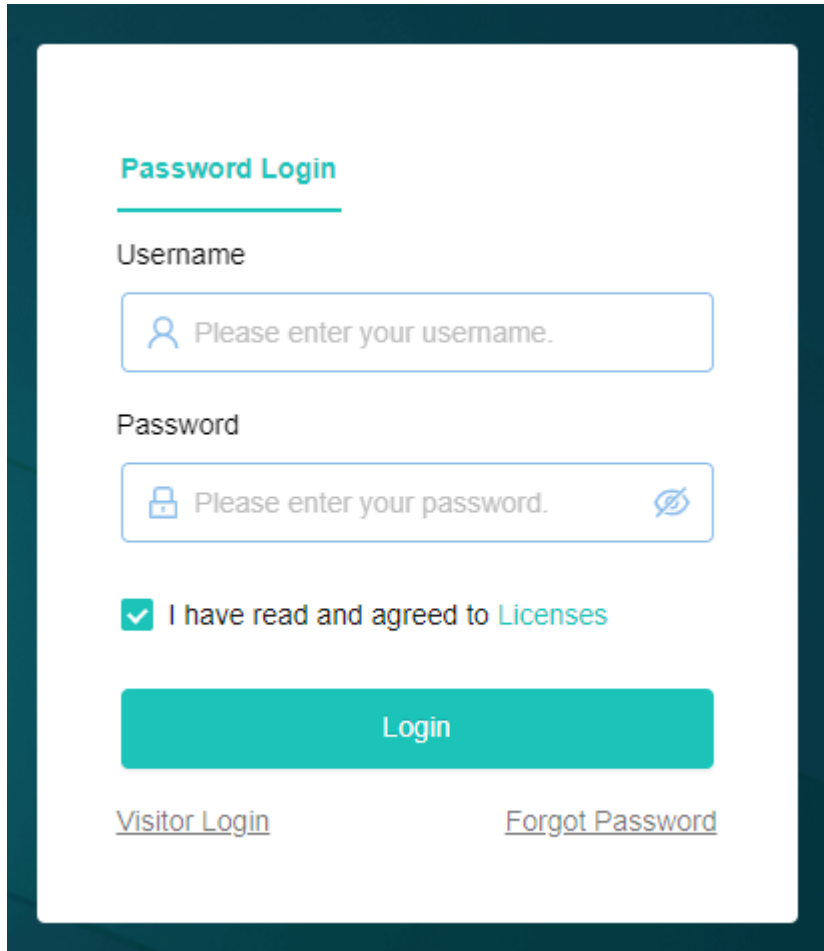 Password Login
Username
Please enter your username.
Password
Please enter your password.
I have read and agreed to Licenses
Login
Visitor Login Forgot Password